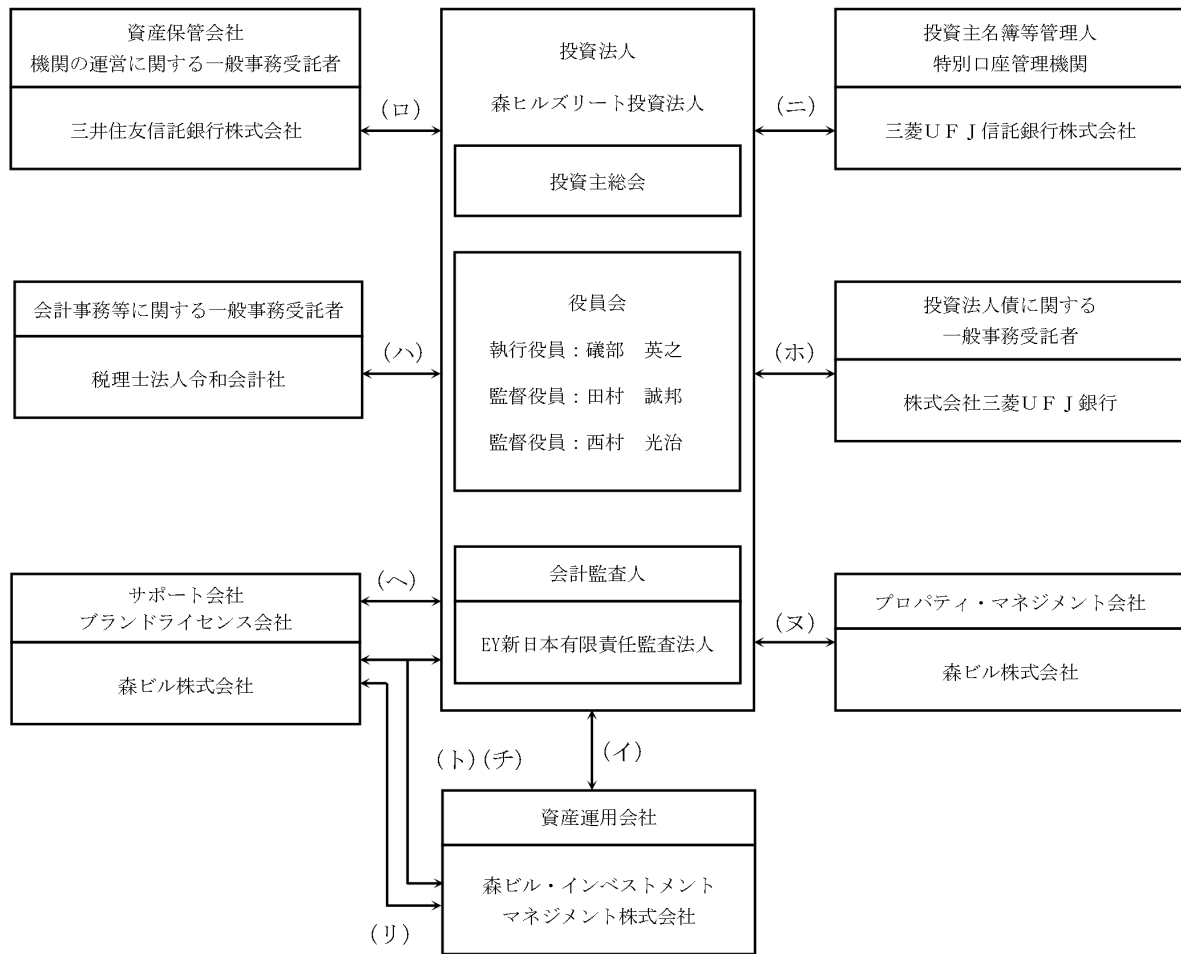 資産保管会社
機関の運営に関する一般事務受託者
三井住友信託銀行株式会社
(ロ)
投資法人
森ヒルズリート投資法人
投資主総会
(ニ)
投資主名簿等管理人
特別口座管理機関
三菱UFJ信託銀行株式会社
会計事務等に関する一般事務受託者
税理士法人令和会計社
(ハ)
役員会
執行役員:礒部 英之
監督役員:田村 誠邦
監督役員:西村 光治
(ホ)
投資法人債に関する
一般事務受託者
株式会社三菱UFJ銀行
サポート会社
ブランドライセンス会社
森ビル株式会社
(ヘ)
会計監査人
EY新日本有限責任監査法人
(ヌ)
プロパティ・マネジメント会社
森ビル株式会社
(ト)(チ)
(イ)
資産運用会社
森ビル・インベストメント
マネジメント株式会社
(リ)